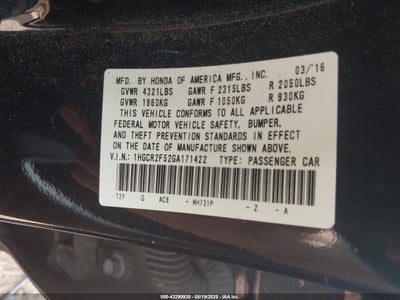 03/'16
MFD. BY HONDA OF AMERICA MFG., INC.
GVWR 4321LBS GAWR F 2315LBS R 2050LBS
GVWR 1960KG GAWR F 1050KG R 930KG
THIS VEHICLE CONFORMS TO ALL APPLICABLE
FEDERAL MOTOR VEHICLE SAFETY, BUMPER,
AND THEFT PREVENTION STANDARDS IN EFFECT
ON THE DATE OF MANUFACTURE SHOWN ABOVE.
V.I.N.: 1HGCR2F52GA171422 TYPE: PASSENGER CAR
T2F G AC8 - NH731P - Z - A
000-42290930 - 05/19/2025 - IAA Services, Inc.